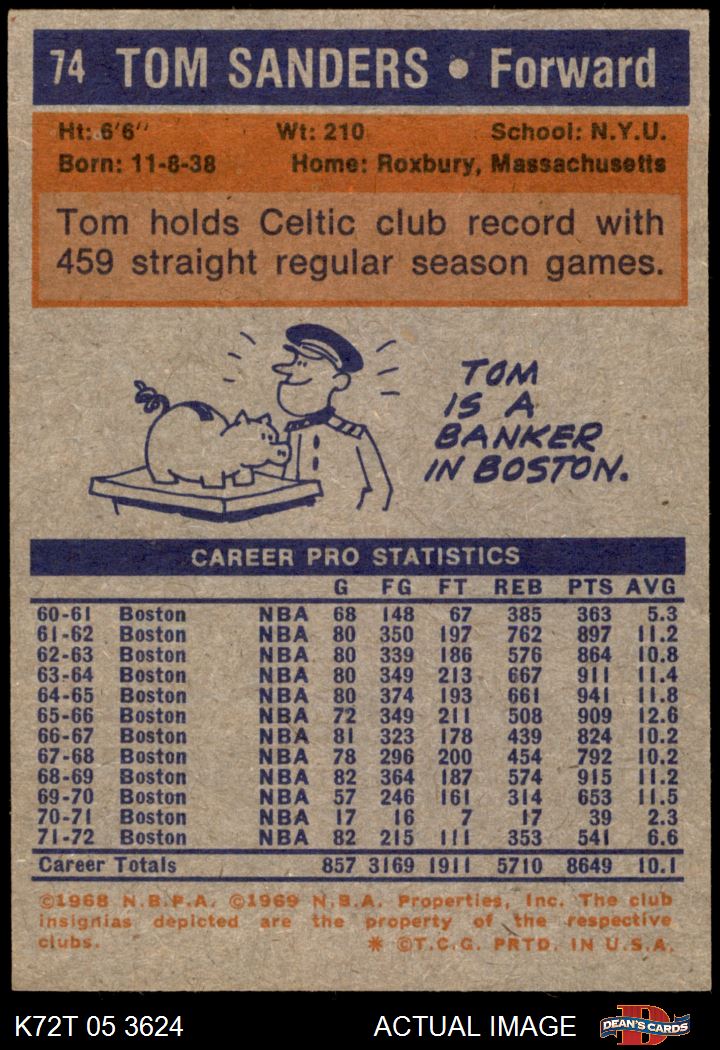 74 TOM SANDERS • Forward
Ht: 6'6" Wt: 210 School: N.Y.U.
Born: 11-8-38 Home: Roxbury, Massachusetts
Tom holds Celtic club record with
459 straight regular season games.
TOM
IS A
BANKER
IN BOSTON.
CAREER PRO STATISTICS
G FG FT REB PTS AVG
60-61 Boston NBA 68 148 67 385 363 5.3
61-62 Boston NBA 80 350 197 762 897 11.2
62-63 Boston NBA 80 339 186 576 864 10.8
63-64 Boston NBA 80 349 213 667 911 11.4
64-65 Boston NBA 80 374 193 661 941 11.8
65-66 Boston NBA 72 349 211 508 909 12.6
66-67 Boston NBA 81 323 178 439 824 10.2
67-68 Boston NBA 78 296 200 454 792 10.2
68-69 Boston NBA 82 364 187 574 915 11.2
69-70 Boston NBA 57 246 161 314 653 11.5
70-71 Boston NBA 17 16 7 17 39 2.3
71-72 Boston NBA 82 215 111 353 541 6.6
Career Totals 857 3169 1911 5710 8649 10.1
©1968 N.B.P.A. ©1969 N.B.A. Properties, Inc. The club
insignias depicted are the property of the respective
clubs. * ©T.C.G. PRTD. IN U.S.A.
K72T 05 3624 ACTUAL IMAGE DEAN'S CARDS